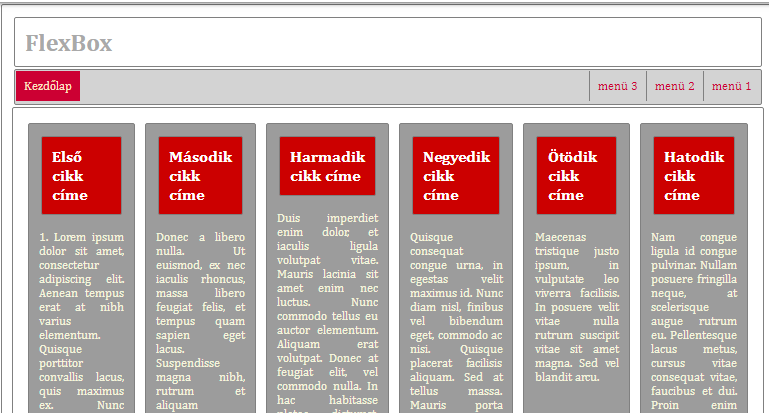 FlexBox
Kezdőlap
menü 3
menü 2
menü 1
Első
cikk
címe
1. Lorem ipsum
dolor sit amet,
consectetur
adipiscing elit.
Aenean tempus
erat at nibh
varius
elementum.
Quisque
porttitor
convallis lacus,
quis maximus
ex. Nunc
Második
cikk
címe
Donec a libero
nulla. Ut
euismod, ex nec
iaculis rhoncus,
massa libero
feugiat felis, et
tempus quam
sapien eget
lacus.
Suspendisse
magna nibh,
rutrum et
aliquam
Harmadik
cikk címe
Duis imperdiet
enim dolor, et
iaculis ligula
volutpat vitae.
Mauris lacinia sit
amet enim nec
luctus. Nunc
commodo tellus eu
auctor elementum.
Aliquam erat
volutpat. Donec at
feugiat elit, vel
commodo nulla. In
hac habitasse
Negyedik
cikk
címe
Quisque
consequat
congue urna, in
egestas velit
maximus id. Nunc
diam nisl, finibus
vel bibendum
eget, commodo ac
nisi. Quisque
placerat facilisis
aliquam. Sed at
tellus massa.
Mauris porta
Ötödik
cikk
címe
Maecenas
tristique justo
ipsum, in
vulputate leo
viverra facilisis.
In posuere velit
vitae nulla
rutrum suscipit
vitae sit amet
magna. Sed vel
blandit arcu.
Hatodik
cikk
címe
Nam congue
ligula id congue
pulvinar. Nullam
posuere fringilla
neque, at
scelerisque
augue rutrum
eu. Pellentesque
lacus metus,
cursus vitae
consequat vitae,
faucibus et dui.
Proin enim